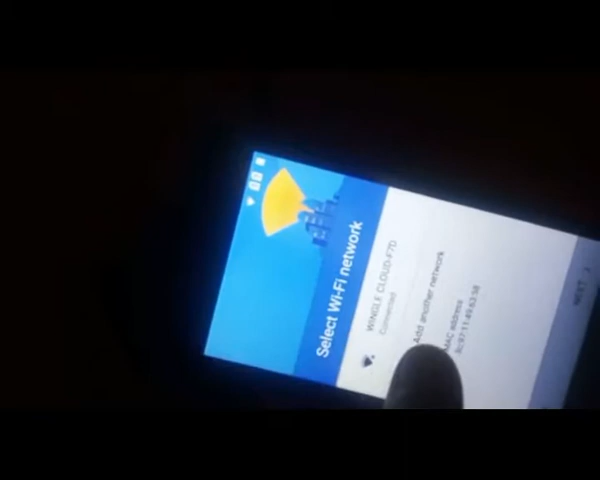 Select Wi-Fi network
WINGLE CLOUD-F7D
Connected
Add another network
MAC address
NEXT